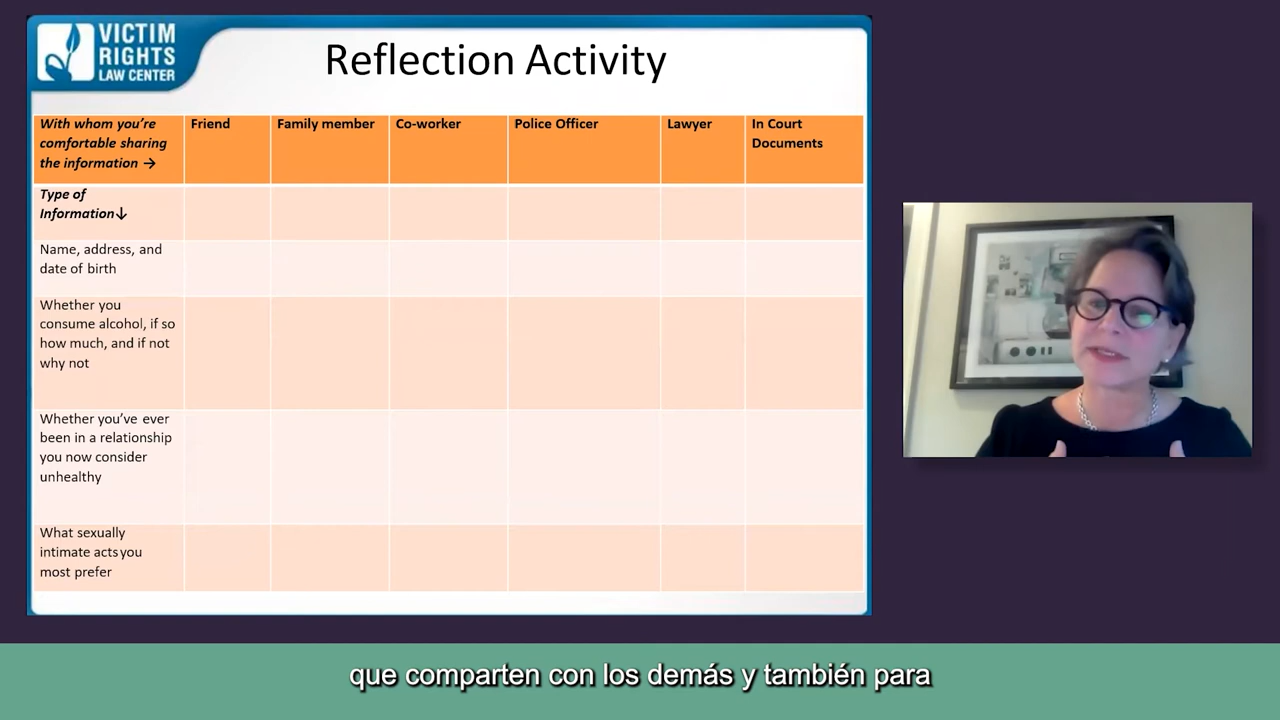 VICTIM
RIGHTS
LAW CENTER
Reflection Activity
With whom you're
comfortable sharing
the information →
Friend
Family member
Co-worker
Police Officer
Lawyer
In Court
Documents
Type of
Information↓
Name, address, and
date of birth
Whether you
consume alcohol, if so
how much, and if not
why not
Whether you've ever
been in a relationship
you now consider
unhealthy
What sexually
intimate acts you
most prefer
que comparten con los demás y también para